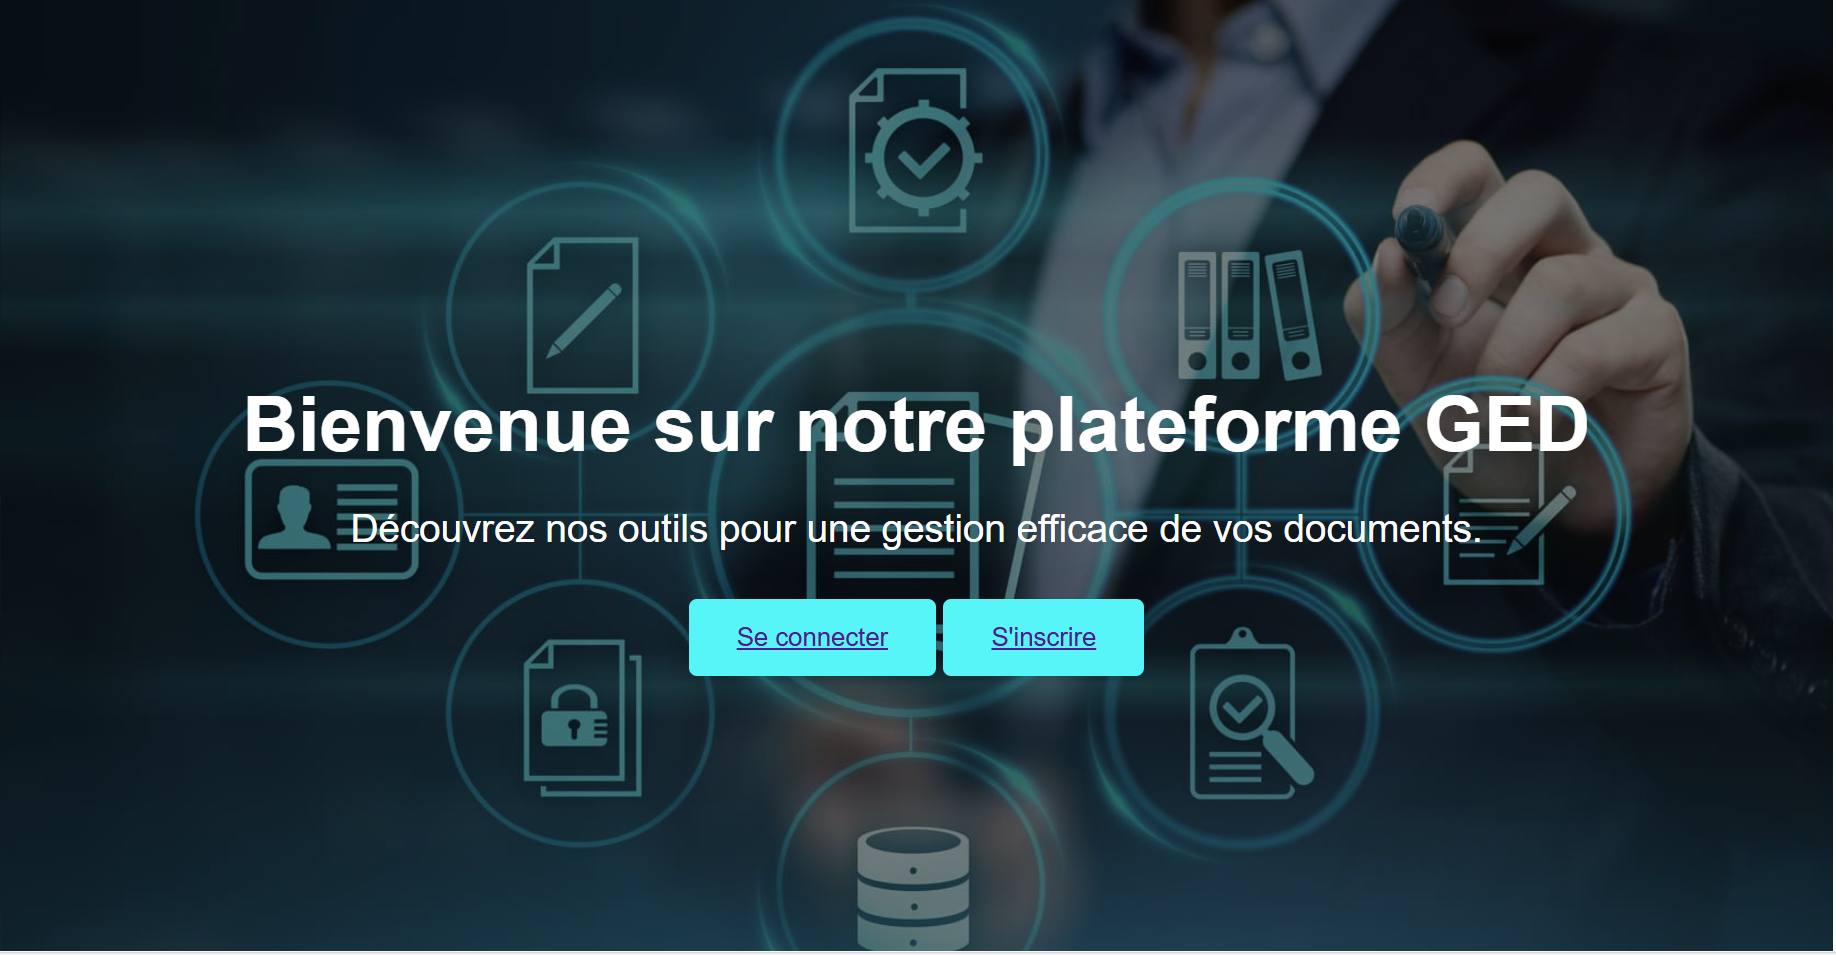 Bienvenue sur notre plateforme GED
Découvrez nos outils pour une gestion efficace de vos documents.
Se connecter
S'inscrire